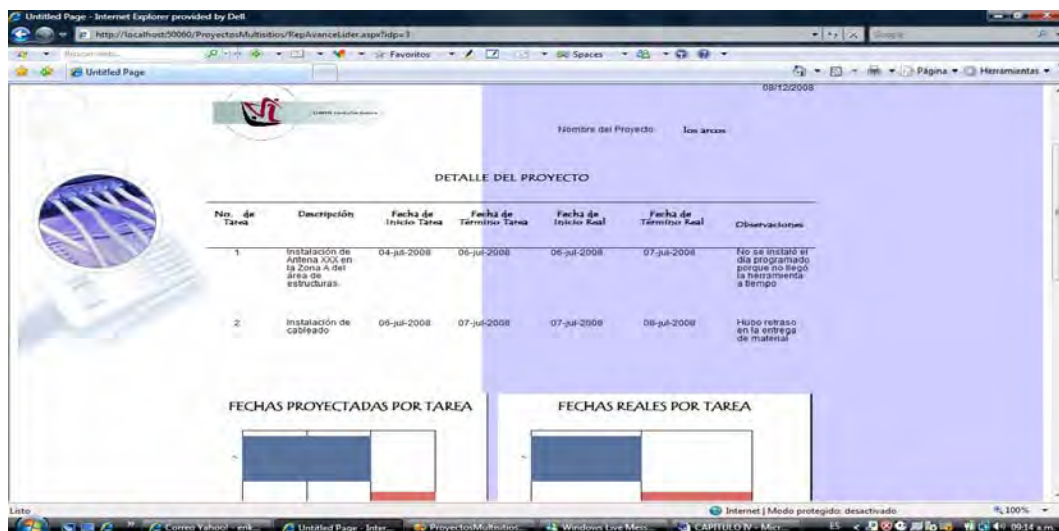 Untitled Page - Internet Explorer provided by Dell
http://localhost:50060/ProyectosMultisitios/RepAvanceLider.aspx?idp=3
Favoritos
Spaces
Untitled Page
Página
Herramientas
08/12/2008
Nombre del Proyecto los arcos
DETALLE DEL PROYECTO
No. de Tarea Descripción Fecha de Inicio Tarea Fecha de Término Tarea Fecha de Inicio Real Fecha de Término Real Observaciones
1 Instalación de Antena XXX en la Zona A del área de estructuras. 04-jul-2008 06-jul-2008 06-jul-2008 07-jul-2008 No se instaló el día programado porque no llegó la herramienta a tiempo
2 Instalación de cableado 06-jul-2008 07-jul-2008 07-jul-2008 08-jul-2008 Hubo retraso en la entrega de material
FECHAS PROYECTADAS POR TAREA
FECHAS REALES POR TAREA
Listo
Internet | Modo protegido: desactivado
100%
Correo Yahoo! - erik...
Untitled Page - Inter...
ProyectosMultisitios...
Windows Live Mess...
CAPITULO IV - Micr...
ES
09:14 a.m.